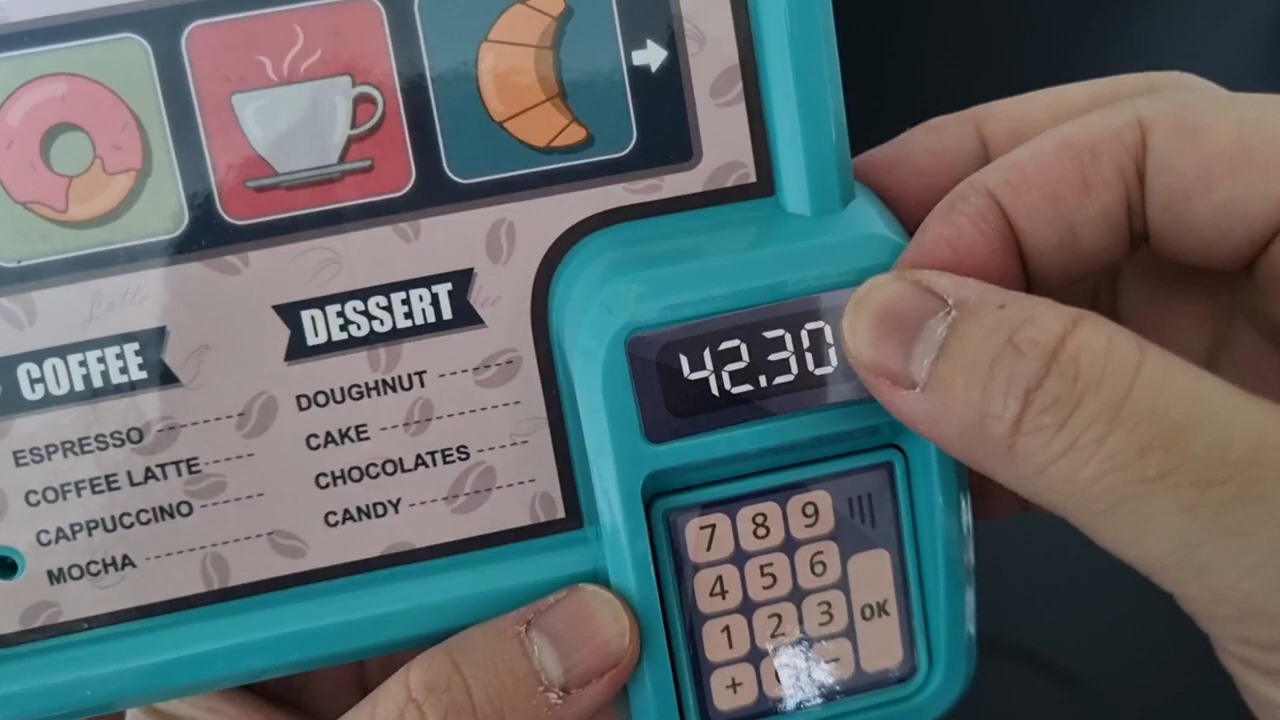 COFFEE
ESPRESSO
COFFEE LATTE
CAPPUCCINO
MOCHA
DESSERT
DOUGHNUT
CAKE
CHOCOLATES
CANDY
42.30
7 8 9
4 5 6
1 2 3
OK
+ -